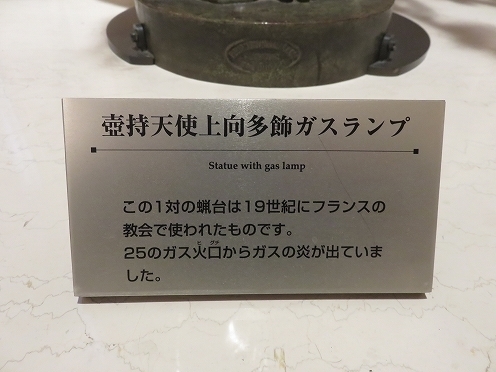 壺持天使上向多飾ガスランプ
Statue with gas lamp
この1対の蝋台は19世紀にフランスの
教会で使われたものです。
ヒ グチ
25のガス火口からガスの炎が出ていま
した。